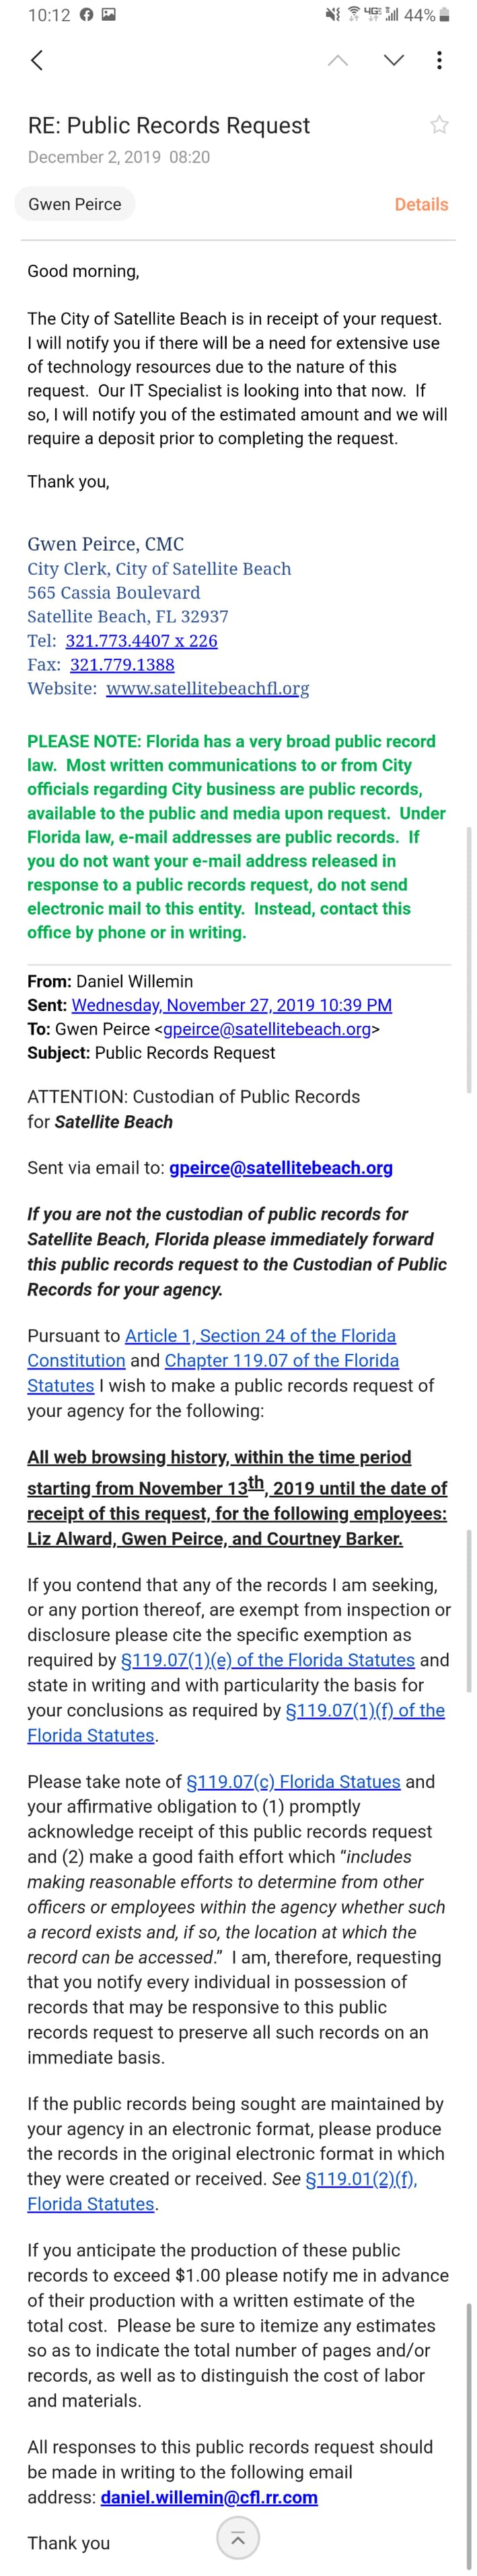 10:12 44%
RE: Public Records Request
December 2, 2019 08:20
Gwen Peirce Details
Good morning,
The City of Satellite Beach is in receipt of your request.
I will notify you if there will be a need for extensive use
of technology resources due to the nature of this
request. Our IT Specialist is looking into that now. If
so, I will notify you of the estimated amount and we will
require a deposit prior to completing the request.
Thank you,
Gwen Peirce, CMC
City Clerk, City of Satellite Beach
565 Cassia Boulevard
Satellite Beach, FL 32937
Tel: 321.773.4407 x 226
Fax: 321.779.1388
Website: www.satellitebeachfl.org
PLEASE NOTE: Florida has a very broad public record
law. Most written communications to or from City
officials regarding City business are public records,
available to the public and media upon request. Under
Florida law, e-mail addresses are public records. If
you do not want your e-mail address released in
response to a public records request, do not send
electronic mail to this entity. Instead, contact this
office by phone or in writing.
From: Daniel Willemin
Sent: Wednesday, November 27, 2019 10:39 PM
To: Gwen Peirce <gpeirce@satellitebeach.org>
Subject: Public Records Request
ATTENTION: Custodian of Public Records
for Satellite Beach
Sent via email to: gpeirce@satellitebeach.org
If you are not the custodian of public records for
Satellite Beach, Florida please immediately forward
this public records request to the Custodian of Public
Records for your agency.
Pursuant to Article 1, Section 24 of the Florida
Constitution and Chapter 119.07 of the Florida
Statutes I wish to make a public records request of
your agency for the following:
All web browsing history, within the time period
starting from November 13th, 2019 until the date of
receipt of this request, for the following employees:
Liz Alward, Gwen Peirce, and Courtney Barker.
If you contend that any of the records I am seeking,
or any portion thereof, are exempt from inspection or
disclosure please cite the specific exemption as
required by §119.07(1)(e) of the Florida Statutes and
state in writing and with particularity the basis for
your conclusions as required by §119.07(1)(f) of the
Florida Statutes.
Please take note of §119.07(c) Florida Statues and
your affirmative obligation to (1) promptly
acknowledge receipt of this public records request
and (2) make a good faith effort which "includes
making reasonable efforts to determine from other
officers or employees within the agency whether such
a record exists and, if so, the location at which the
record can be accessed." I am, therefore, requesting
that you notify every individual in possession of
records that may be responsive to this public
records request to preserve all such records on an
immediate basis.
If the public records being sought are maintained by
your agency in an electronic format, please produce
the records in the original electronic format in which
they were created or received. See §119.01(2)(f),
Florida Statutes.
If you anticipate the production of these public
records to exceed $1.00 please notify me in advance
of their production with a written estimate of the
total cost. Please be sure to itemize any estimates
so as to indicate the total number of pages and/or
records, as well as to distinguish the cost of labor
and materials.
All responses to this public records request should
be made in writing to the following email
address: daniel.willemin@cfl.rr.com
Thank you